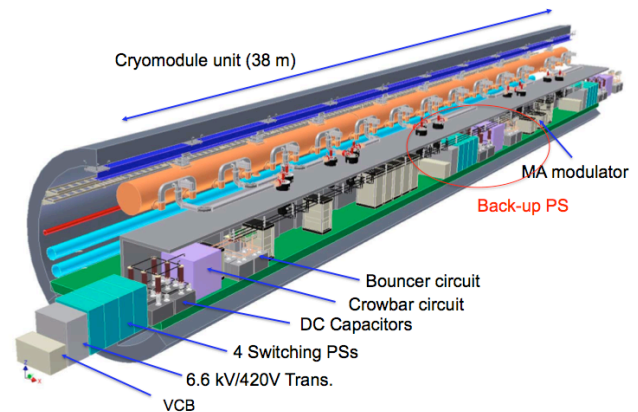 Cryomodule unit (38 m)
MA modulator
Back-up PS
Bouncer circuit
Crowbar circuit
DC Capacitors
4 Switching PSs
6.6 kV/420V Trans.
VCB